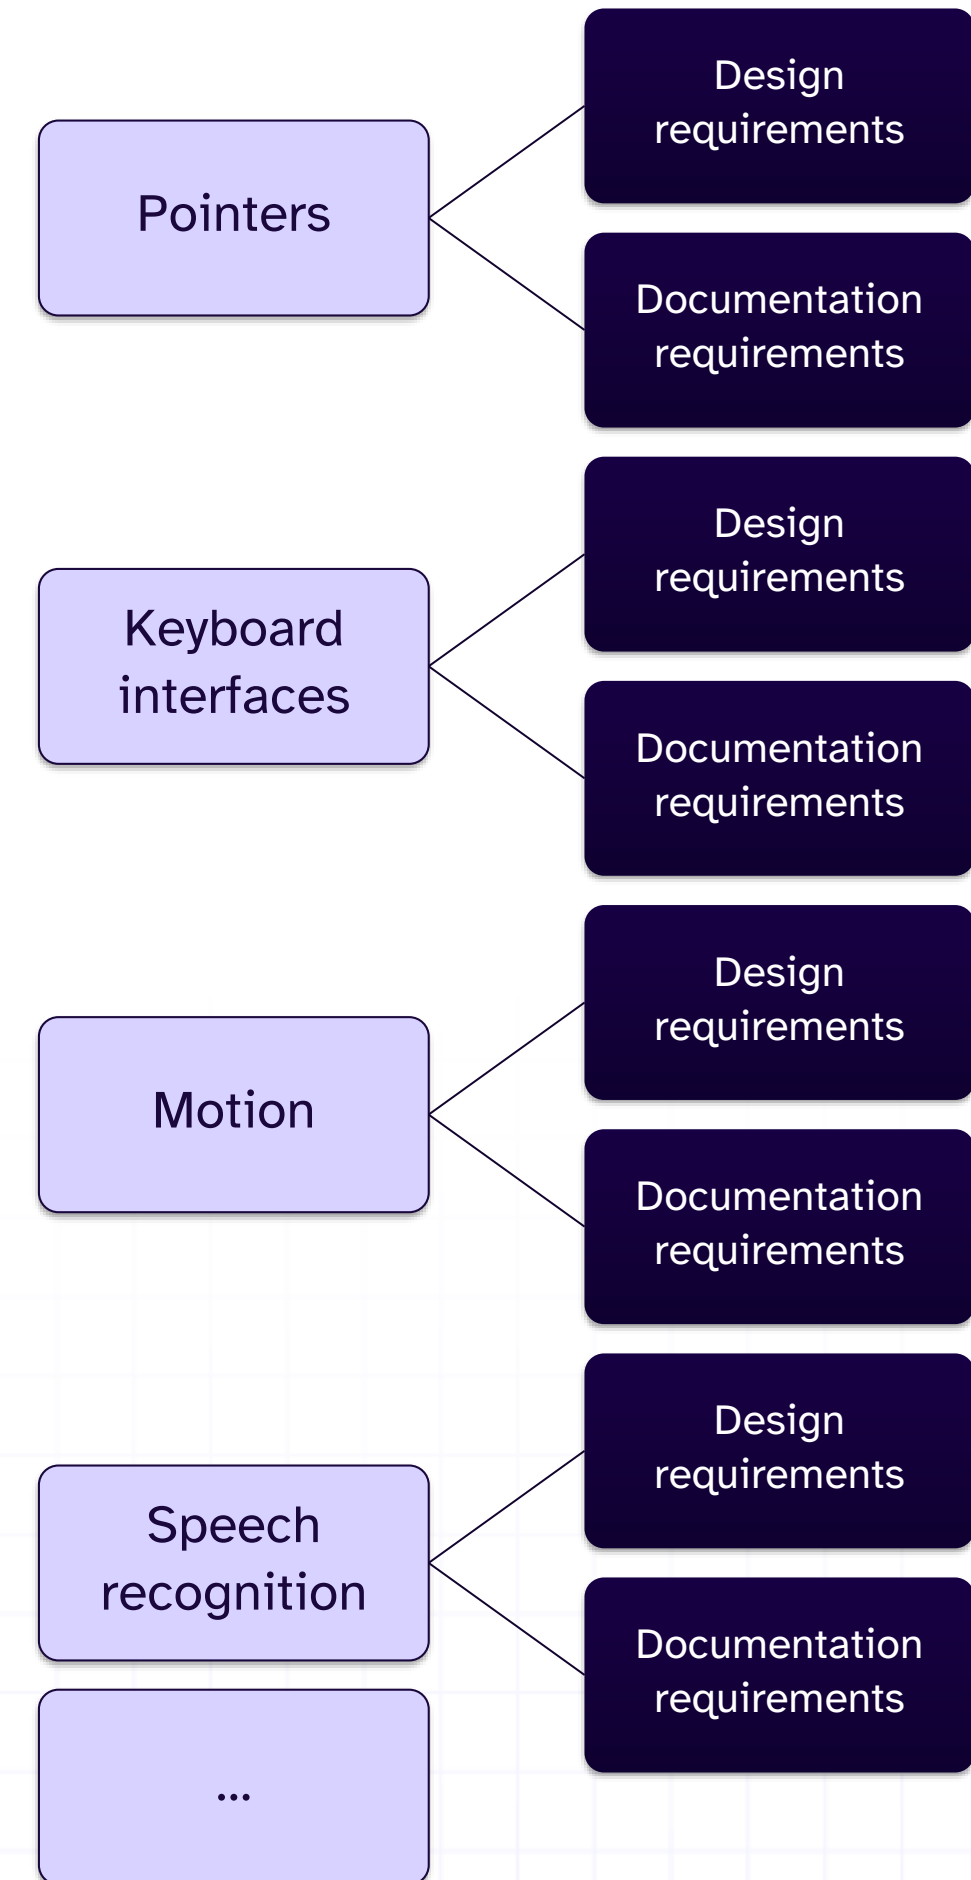 Pointers
Design
requirements
Documentation
requirements
Keyboard
interfaces
Design
requirements
Documentation
requirements
Motion
Design
requirements
Documentation
requirements
Speech
recognition
Design
requirements
Documentation
requirements
...